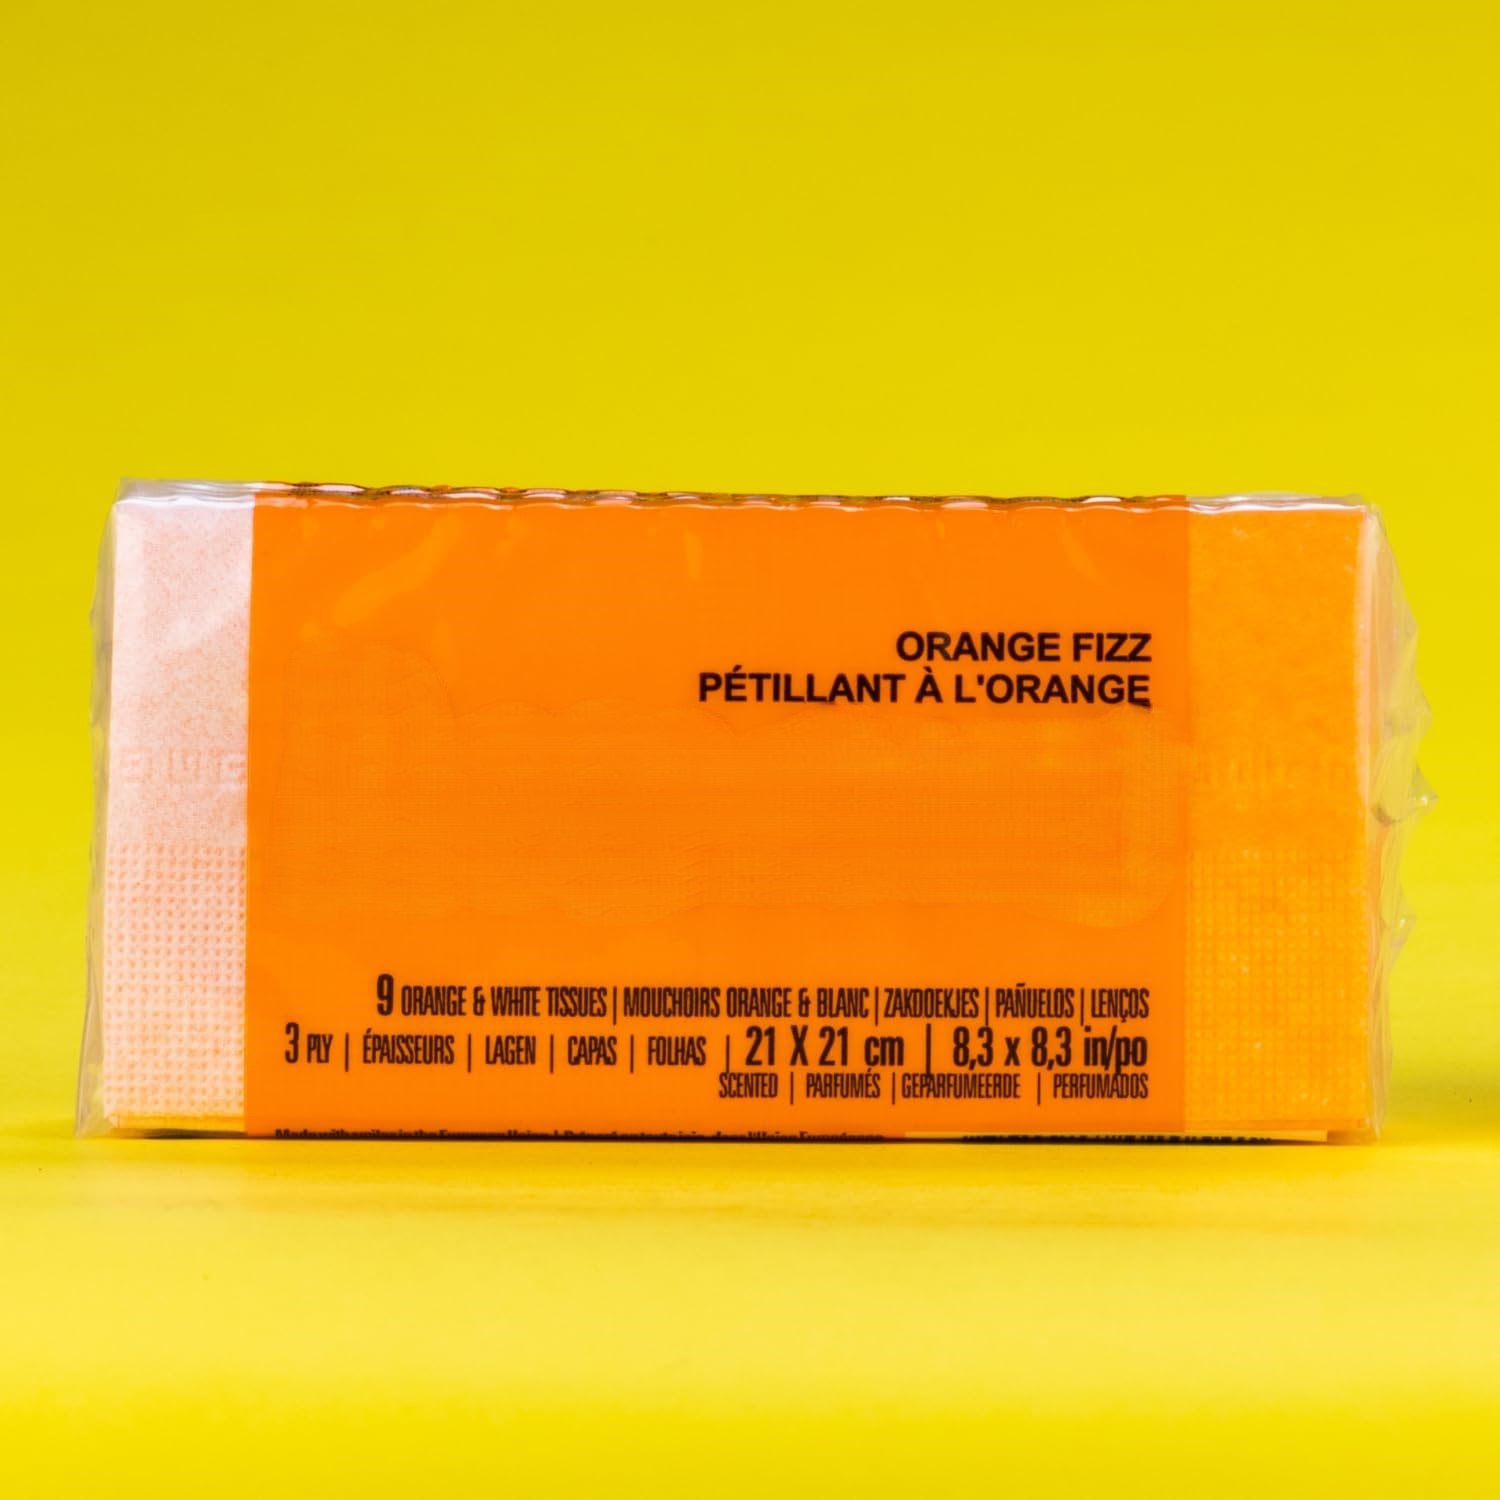 ORANGE FIZZ
PÉTILLANT À L'ORANGE
9 ORANGE & WHITE TISSUES | MOUCHOIRS ORANGE & BLANC | ZAKDOEKJES | PAÑUELOS | LENÇOS
3 PLY | ÉPAISSEURS | LAGEN | CAPAS | FOLHAS | 21 X 21 cm | 8,3 x 8,3 in/po
SCENTED | PARFUMÉS | GEPARFUMEERDE | PERFUMADOS